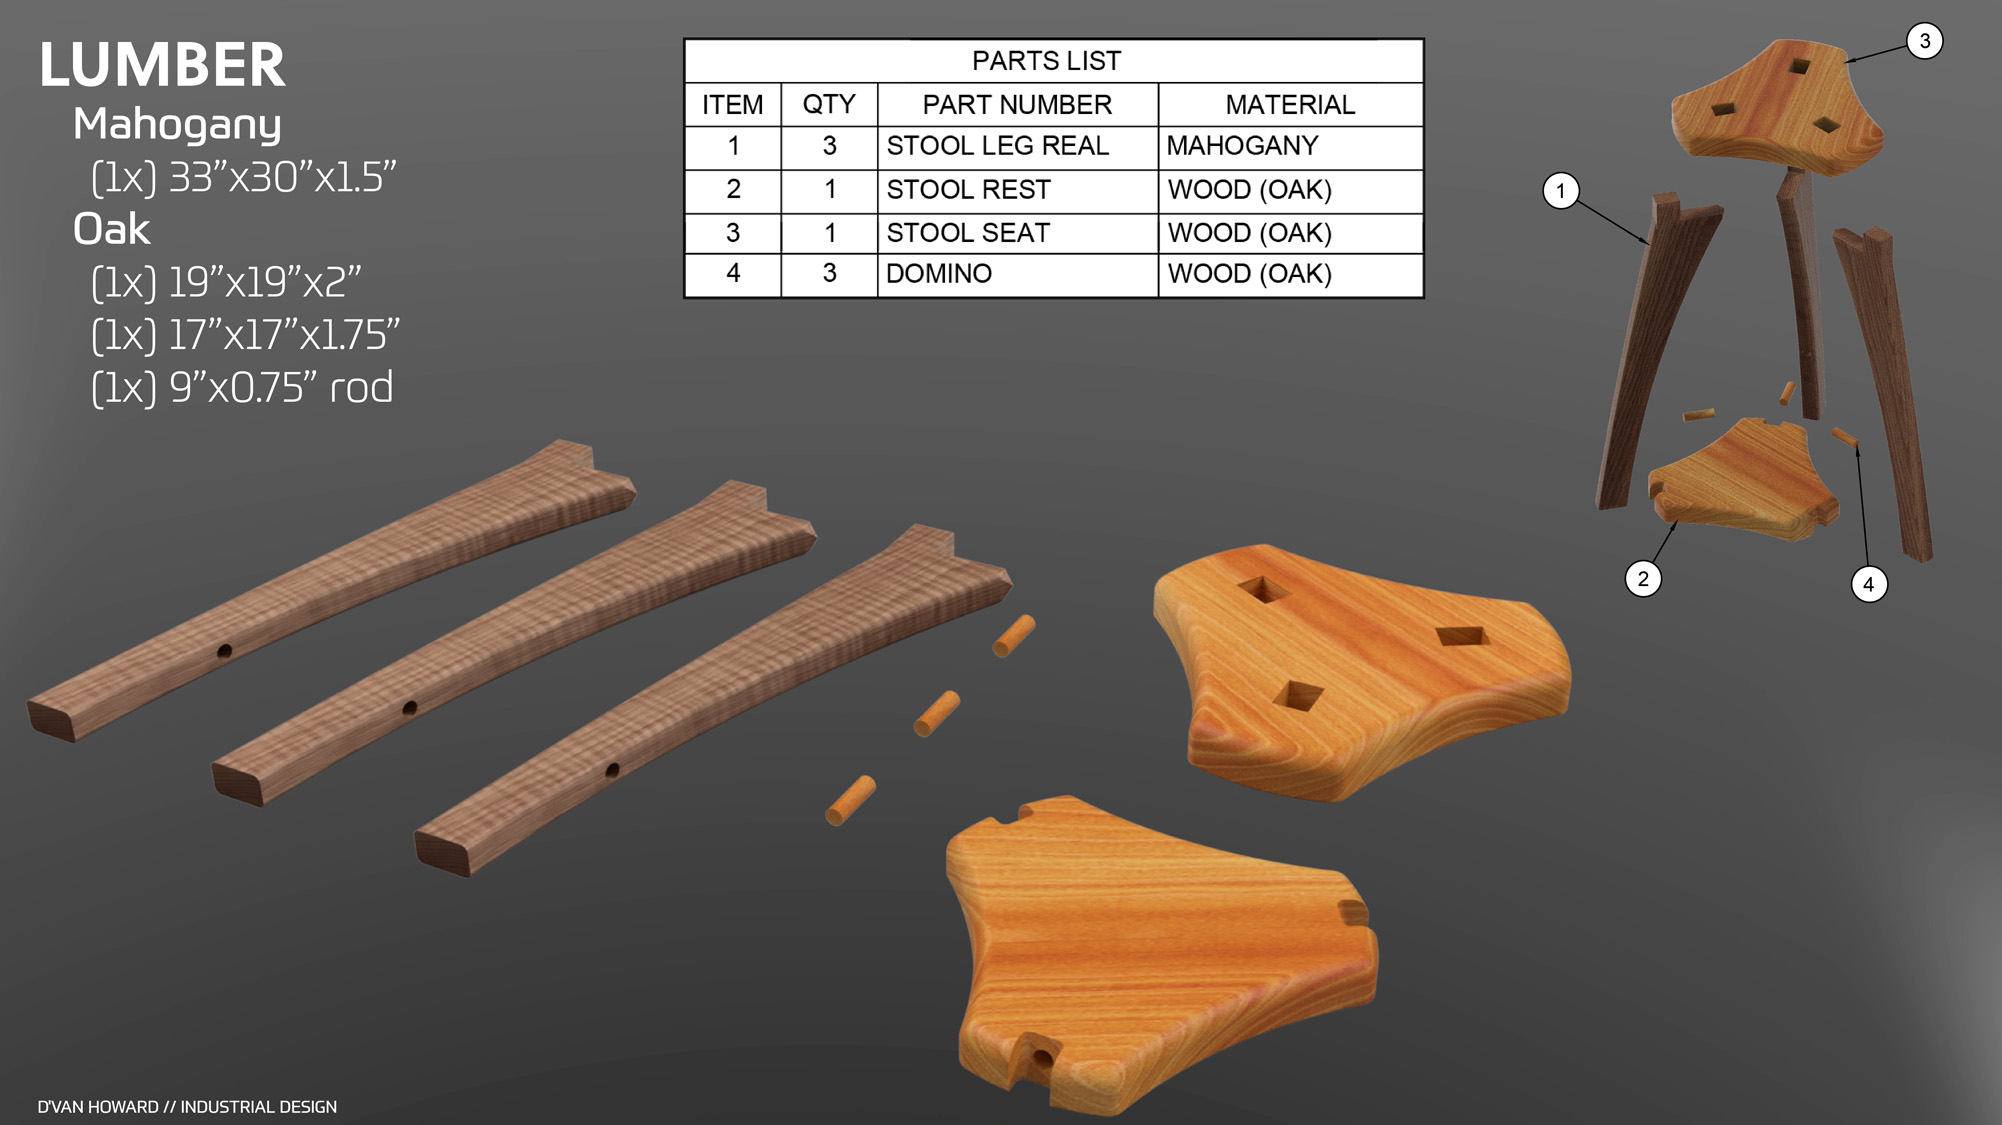 LUMBER
Mahogany
(1x) 33”x30”x1.5”
Oak
(1x) 19”x19”x2”
(1x) 17”x17”x1.75”
(1x) 9”x0.75” rod
PARTS LIST
ITEM QTY PART NUMBER MATERIAL
1 3 STOOL LEG REAL MAHOGANY
2 1 STOOL REST WOOD (OAK)
3 1 STOOL SEAT WOOD (OAK)
4 3 DOMINO WOOD (OAK)
3
1
2
4
D'VAN HOWARD // INDUSTRIAL DESIGN